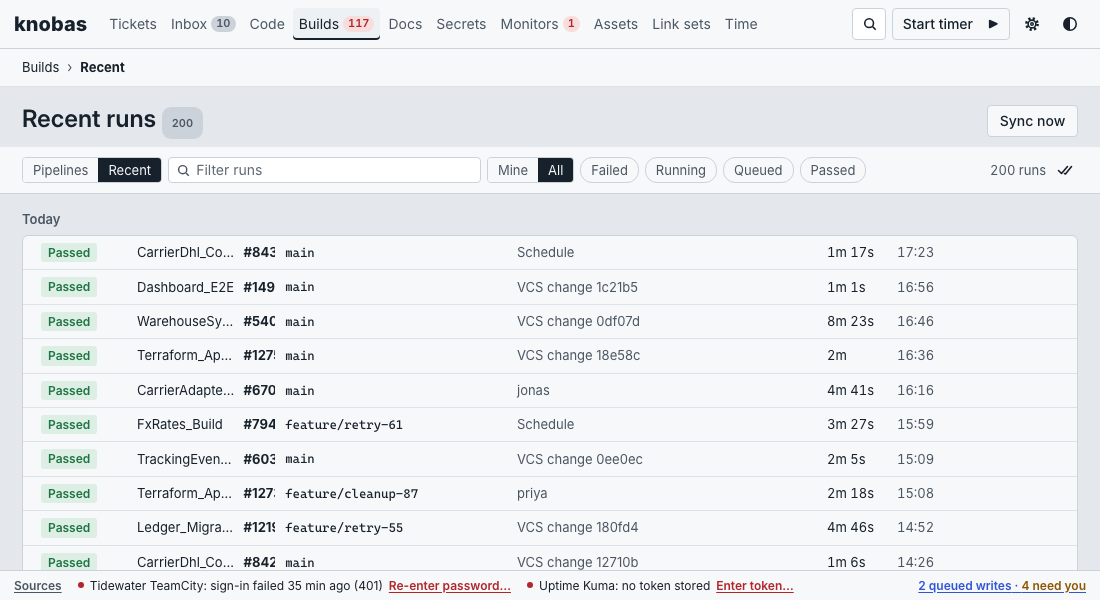 knobas Tickets Inbox 10 Code Builds 117 Docs Secrets Monitors 1 Assets Link sets Time Start timer
Builds › Recent
Recent runs 200 Sync now
Pipelines Recent Filter runs Mine All Failed Running Queued Passed 200 runs
Today
Passed CarrierDhl_Co... #843 main Schedule 1m 17s 17:23
Passed Dashboard_E2E #149 main VCS change 1c21b5 1m 1s 16:56
Passed WarehouseSy... #540 main VCS change 0df07d 8m 23s 16:46
Passed Terraform_Ap... #127 main VCS change 18e58c 2m 16:36
Passed CarrierAdapte... #670 main jonas 4m 41s 16:16
Passed FxRates_Build #794 feature/retry-61 Schedule 3m 27s 15:59
Passed TrackingEven... #603 main VCS change 0ee0ec 2m 5s 15:09
Passed Terraform_Ap... #127 feature/cleanup-87 priya 2m 18s 15:08
Passed Ledger_Migra... #1219 feature/retry-55 VCS change 180fd4 4m 46s 14:52
Passed CarrierDhl_Co... #842 main VCS change 12710b 1m 6s 14:26
Sources Tidewater TeamCity: sign-in failed 35 min ago (401) Re-enter password... Uptime Kuma: no token stored Enter token... 2 queued writes · 4 need you